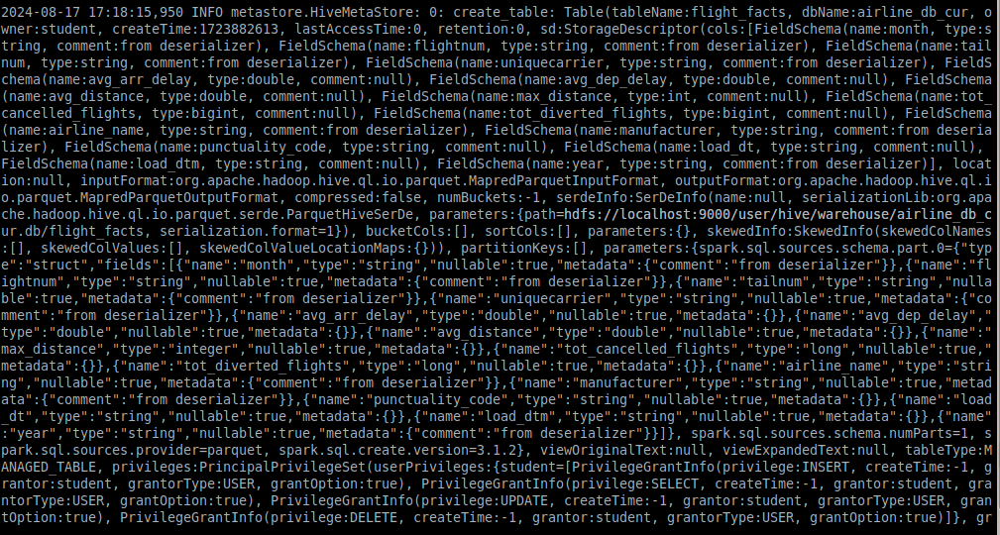 2024-08-17 17:18:15,950 INFO metastore.HiveMetaStore: 0: create_table: Table(tableName:flight_facts, dbName:airline_db_cur, o
wner:student, createTime:1723882613, lastAccessTime:0, retention:0, sd:StorageDescriptor(cols:[FieldSchema(name:month, type:s
tring, comment:from deserializer), FieldSchema(name:flightnum, type:string, comment:from deserializer), FieldSchema(name:tail
num, type:string, comment:from deserializer), FieldSchema(name:uniquecarrier, type:string, comment:from deserializer), FieldS
chema(name:avg_arr_delay, type:double, comment:null), FieldSchema(name:avg_dep_delay, type:double, comment:null), FieldSchema
(name:avg_distance, type:double, comment:null), FieldSchema(name:max_distance, type:int, comment:null), FieldSchema(name:tot_
cancelled_flights, type:bigint, comment:null), FieldSchema(name:tot_diverted_flights, type:bigint, comment:null), FieldSchema
(name:airline_name, type:string, comment:from deserializer), FieldSchema(name:manufacturer, type:string, comment:from deseria
lizer), FieldSchema(name:punctuality_code, type:string, comment:null), FieldSchema(name:load_dt, type:string, comment:null),
FieldSchema(name:load_dtm, type:string, comment:null), FieldSchema(name:year, type:string, comment:from deserializer)], locat
ion:null, inputFormat:org.apache.hadoop.hive.ql.io.parquet.MapredParquetInputFormat, outputFormat:org.apache.hadoop.hive.ql.i
o.parquet.MapredParquetOutputFormat, compressed:false, numBuckets:-1, serdeInfo:SerDeInfo(name:null, serializationLib:org.apa
che.hadoop.hive.ql.io.parquet.serde.ParquetHiveSerDe, parameters:{path=hdfs://localhost:9000/user/hive/warehouse/airline_db_c
ur.db/flight_facts, serialization.format=1}), bucketCols:[], sortCols:[], parameters:{}, skewedInfo:SkewedInfo(skewedColNames
:[], skewedColValues:[], skewedColValueLocationMaps:{})), partitionKeys:[], parameters:{spark.sql.sources.schema.part.0={"typ
e":"struct","fields":[{"name":"month","type":"string","nullable":true,"metadata":{"comment":"from deserializer"}},{"name":"fl
ightnum","type":"string","nullable":true,"metadata":{"comment":"from deserializer"}},{"name":"tailnum","type":"string","nulla
ble":true,"metadata":{"comment":"from deserializer"}},{"name":"uniquecarrier","type":"string","nullable":true,"metadata":{"co
mment":"from deserializer"}},{"name":"avg_arr_delay","type":"double","nullable":true,"metadata":{}},{"name":"avg_dep_delay","
type":"double","nullable":true,"metadata":{}},{"name":"avg_distance","type":"double","nullable":true,"metadata":{}},{"name":"
max_distance","type":"integer","nullable":true,"metadata":{}},{"name":"tot_cancelled_flights","type":"long","nullable":true,"
metadata":{}},{"name":"tot_diverted_flights","type":"long","nullable":true,"metadata":{}},{"name":"airline_name","type":"stri
ng","nullable":true,"metadata":{"comment":"from deserializer"}},{"name":"manufacturer","type":"string","nullable":true,"metad
ata":{"comment":"from deserializer"}},{"name":"punctuality_code","type":"string","nullable":true,"metadata":{}},{"name":"load
_dt","type":"string","nullable":true,"metadata":{}},{"name":"load_dtm","type":"string","nullable":true,"metadata":{}},{"name"
:"year","type":"string","nullable":true,"metadata":{"comment":"from deserializer"}}]}, spark.sql.sources.schema.numParts=1, s
park.sql.sources.provider=parquet, spark.sql.create.version=3.1.2}, viewOriginalText:null, viewExpandedText:null, tableType:M
ANAGED_TABLE, privileges:PrincipalPrivilegeSet(userPrivileges:{student=[PrivilegeGrantInfo(privilege:INSERT, createTime:-1, g
rantor:student, grantorType:USER, grantOption:true), PrivilegeGrantInfo(privilege:SELECT, createTime:-1, grantor:student, gra
ntorType:USER, grantOption:true), PrivilegeGrantInfo(privilege:UPDATE, createTime:-1, grantor:student, grantorType:USER, gran
tOption:true), PrivilegeGrantInfo(privilege:DELETE, createTime:-1, grantor:student, grantorType:USER, grantOption:true)]}, gr